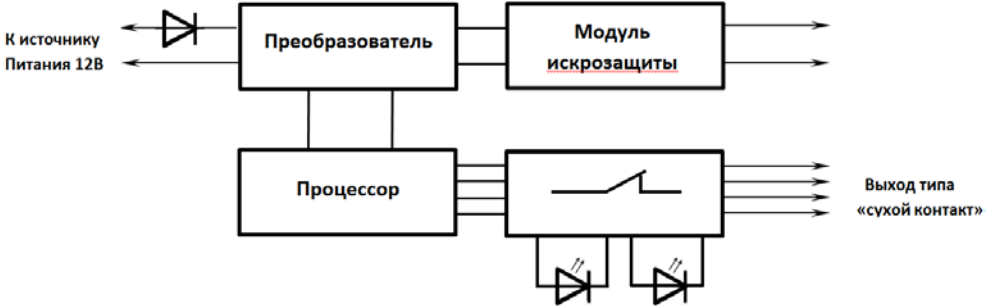 К источнику
Питания 12В
Преобразователь
Модуль
искрозащиты
Процессор
Выход типа
«сухой контакт»